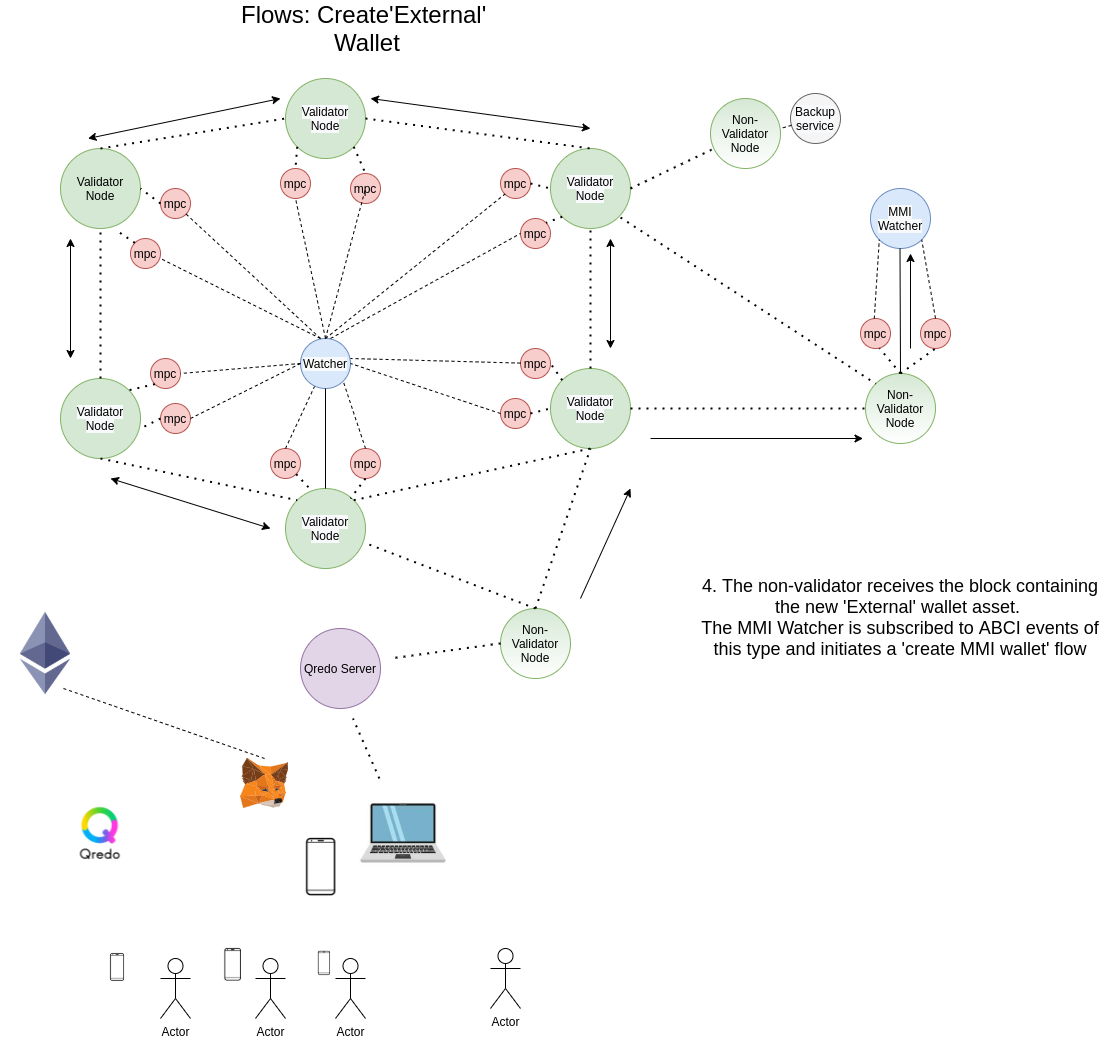 Flows: Create'External'
Wallet
Validator
Node
Non-
Validator
Node
Backup
service
Validator
Node
mpc
mpc
mpc
mpc
Validator
Node
mpc
mpc
MMI
Watcher
mpc
mpc
Watcher
mpc
mpc
Validator
Node
mpc
mpc
Validator
Node
mpc
mpc
Non-
Validator
Node
mpc
mpc
Validator
Node
4. The non-validator receives the block containing
the new 'External' wallet asset.
The MMI Watcher is subscribed to ABCI events of
this type and initiates a 'create MMI wallet' flow
Non-
Validator
Node
Qredo Server
Qredo
Actor
Actor
Actor
Actor